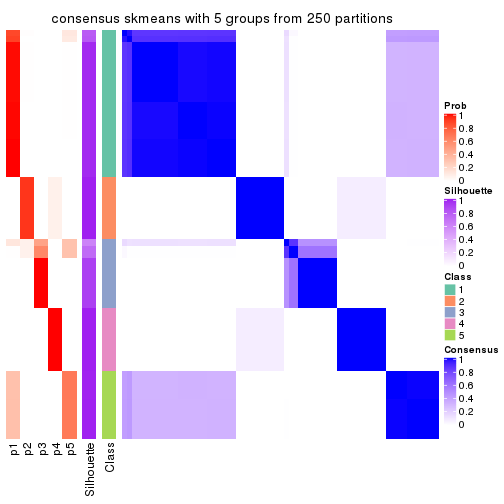 consensus skmeans with 5 groups from 250 partitions
Prob
1
0.8
0.6
0.4
0.2
0
Silhouette
1
0.8
0.6
0.4
0.2
0
Class
1
2
3
4
5
Consensus
1
0.8
0.6
0.4
0.2
0
p1
p2
p3
p4
p5
Silhouette
Class